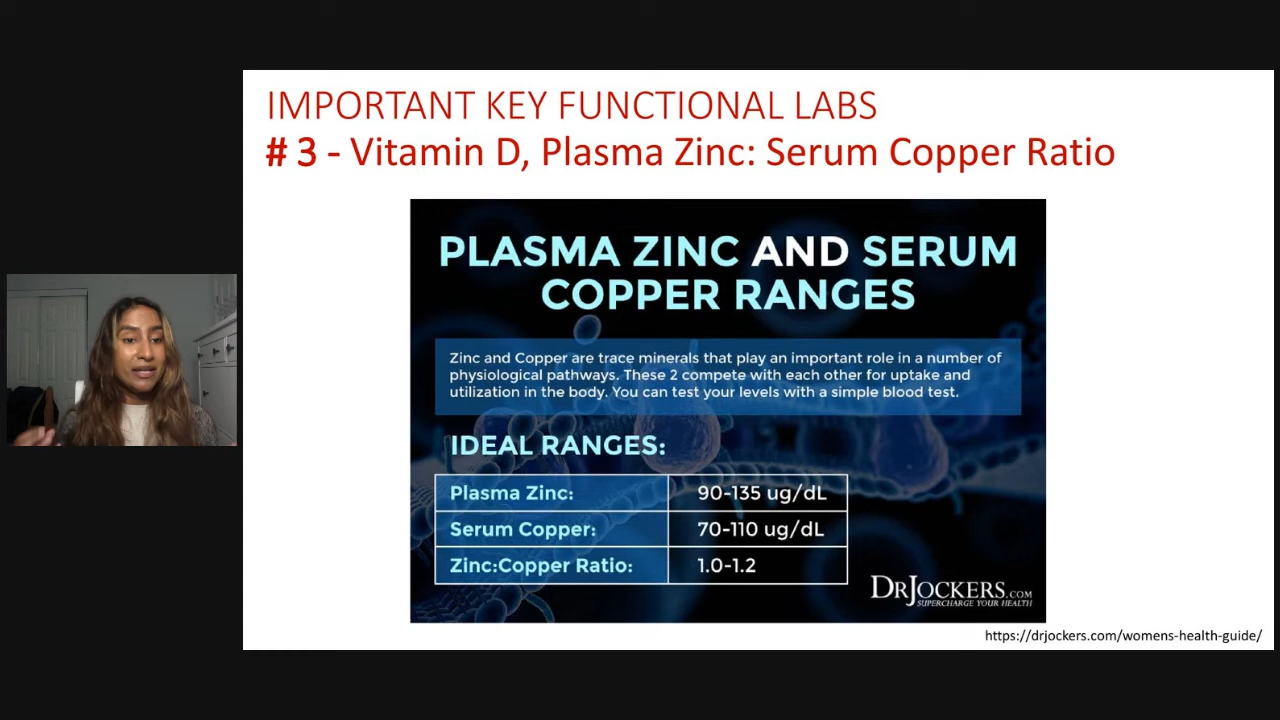 IMPORTANT KEY FUNCTIONAL LABS
# 3 - Vitamin D, Plasma Zinc: Serum Copper Ratio
PLASMA ZINC AND SERUM
COPPER RANGES
Zinc and Copper are trace minerals that play an important role in a number of
physiological pathways. These 2 compete with each other for uptake and
utilization in the body. You can test your levels with a simple blood test.
IDEAL RANGES:
Plasma Zinc: 90-135 ug/dL
Serum Copper: 70-110 ug/dL
Zinc:Copper Ratio: 1.0-1.2
DRJOCKERS.COM
SUPERCHARGE YOUR HEALTH
https://drjockers.com/womens-health-guide/